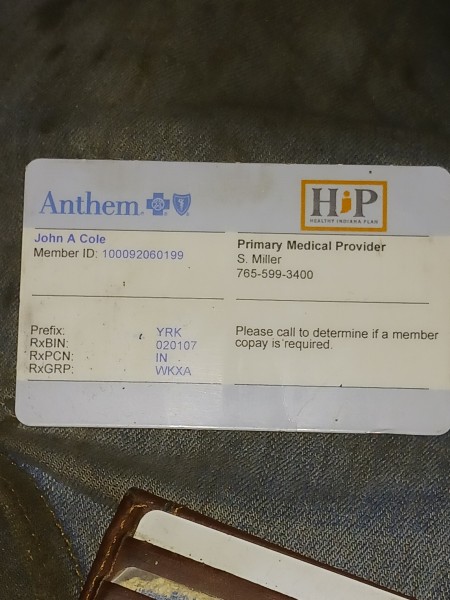 Anthem
HiP
HEALTHY INDIANA PLAN
John A Cole
Member ID: 100092060199
Primary Medical Provider
S. Miller
765-599-3400
Prefix: YRK
RxBIN: 020107
RxPCN: IN
RxGRP: WKXA
Please call to determine if a member
copay is required.